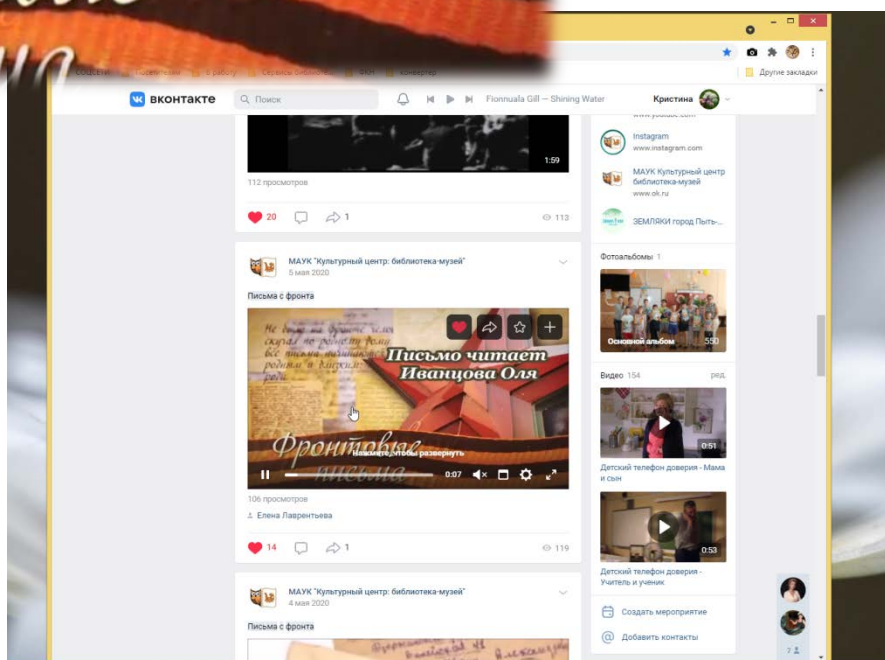 Другие закладки
вконтакте
Поиск
Fionnuala Gill — Shining Water
Кристина
1:59
112 просмотров
20
1
113
МАУК "Культурный центр: библиотека-музей"
5 мая 2020
Письма с фронта
Письмо читает
Иванцова Оля
Фронтовые
письма
Нажмите, чтобы развернуть
0:07
106 просмотров
Елена Лаврентьева
14
1
119
МАУК "Культурный центр: библиотека-музей"
4 мая 2020
Письма с фронта
www.youtube.com
Instagram
www.instagram.com
МАУК Культурный центр
библиотека-музей
www.ok.ru
ЗЕМЛЯКИ город Пыть-...
Фотоальбомы 1
Основной альбом
550
Видео 154
ред.
0:51
Детский телефон доверия - Мама
и сын
0:53
Детский телефон доверия -
Учитель и ученик
Создать мероприятие
Добавить контакты
7